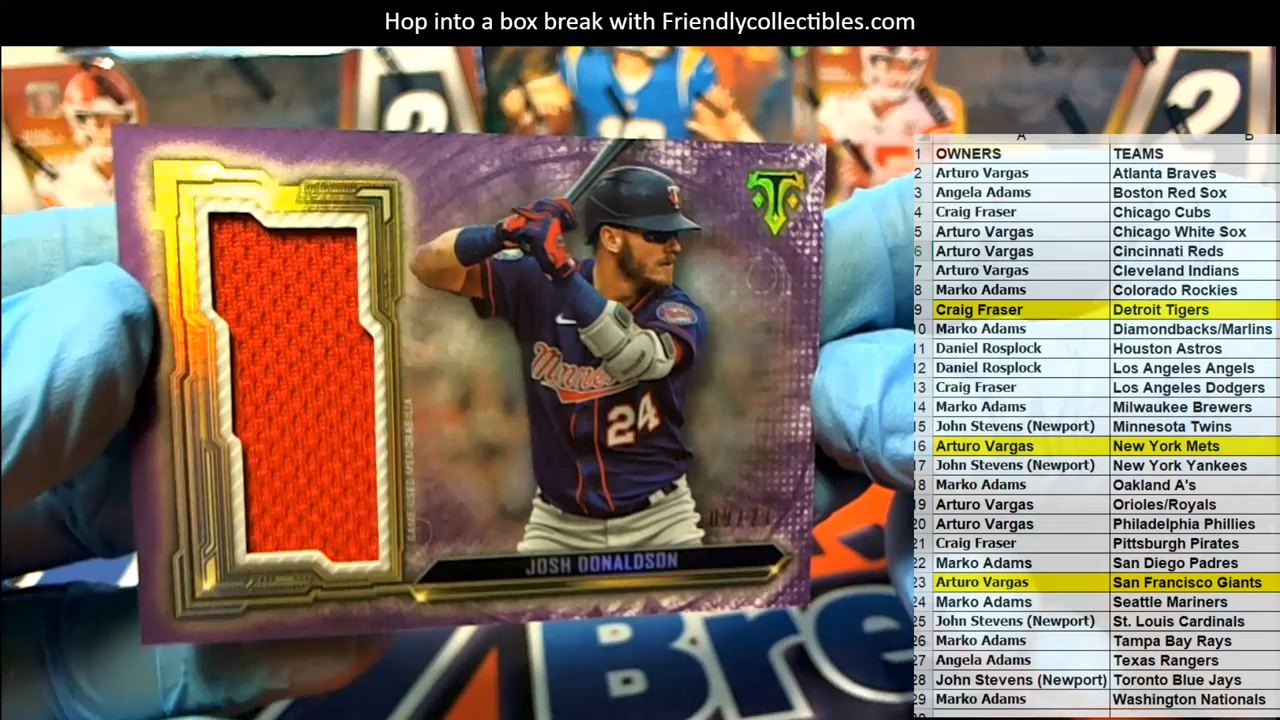 Hop into a box break with Friendlycollectibles.com
GAME-USED MEMORABILIA
T
Minne
24
JOSH DONALDSON
A B
1 OWNERS TEAMS
2 Arturo Vargas Atlanta Braves
3 Angela Adams Boston Red Sox
4 Craig Fraser Chicago Cubs
5 Arturo Vargas Chicago White Sox
6 Arturo Vargas Cincinnati Reds
7 Arturo Vargas Cleveland Indians
8 Marko Adams Colorado Rockies
9 Craig Fraser Detroit Tigers
10 Marko Adams Diamondbacks/Marlins
11 Daniel Rosplock Houston Astros
12 Daniel Rosplock Los Angeles Angels
13 Craig Fraser Los Angeles Dodgers
14 Marko Adams Milwaukee Brewers
15 John Stevens (Newport) Minnesota Twins
16 Arturo Vargas New York Mets
17 John Stevens (Newport) New York Yankees
18 Marko Adams Oakland A's
19 Arturo Vargas Orioles/Royals
20 Arturo Vargas Philadelphia Phillies
21 Craig Fraser Pittsburgh Pirates
22 Marko Adams San Diego Padres
23 Arturo Vargas San Francisco Giants
24 Marko Adams Seattle Mariners
25 John Stevens (Newport) St. Louis Cardinals
26 Marko Adams Tampa Bay Rays
27 Angela Adams Texas Rangers
28 John Stevens (Newport) Toronto Blue Jays
29 Marko Adams Washington Nationals
Bre